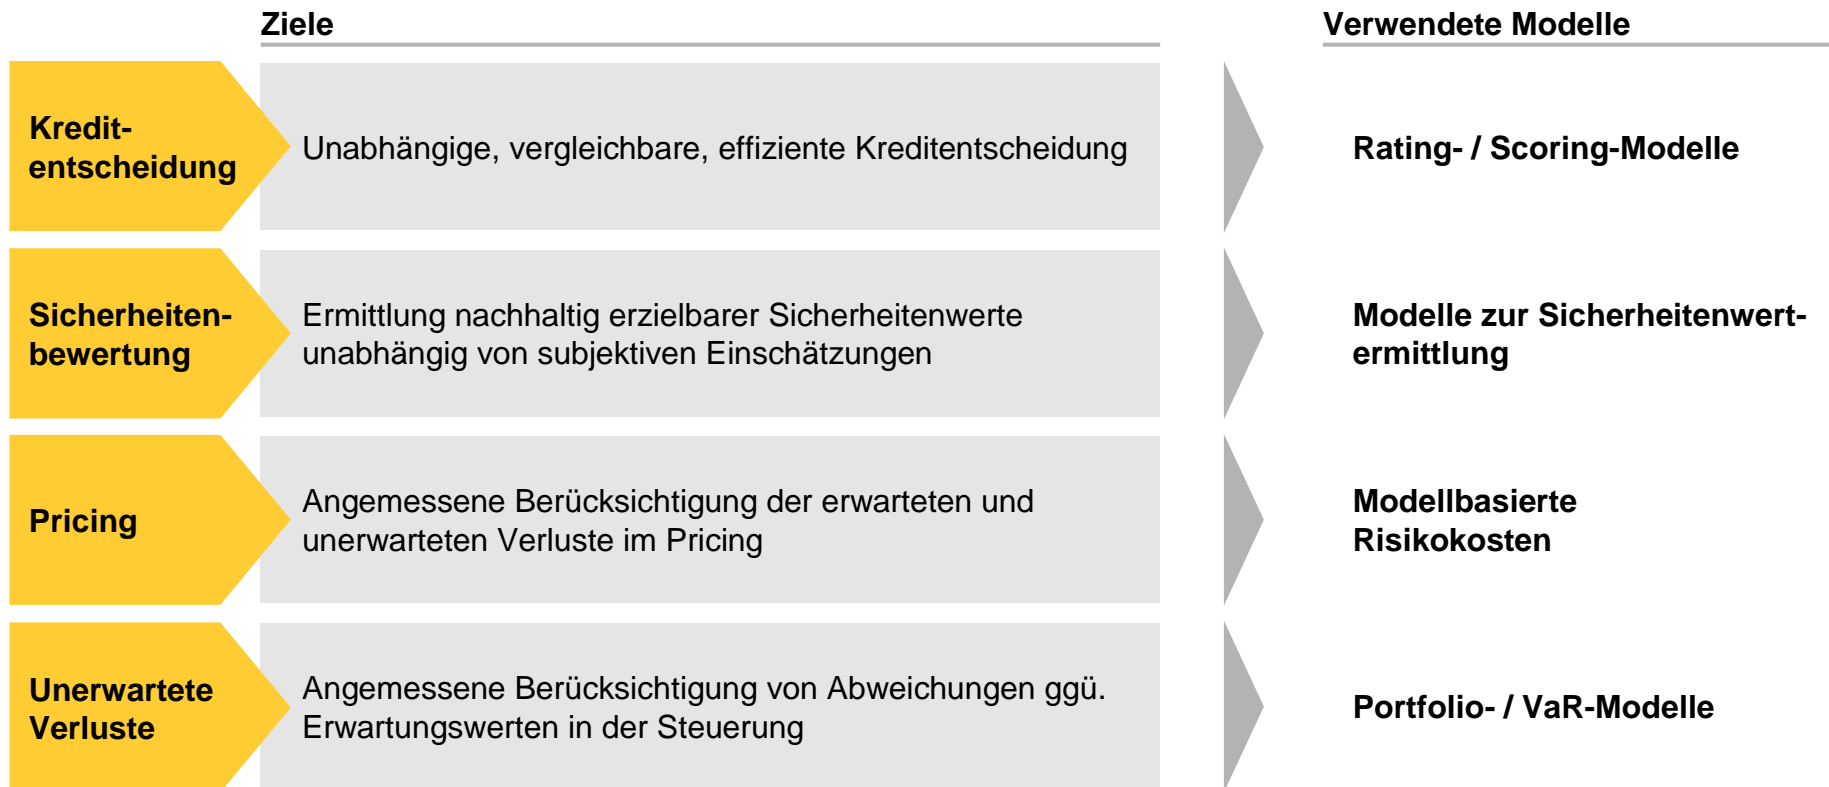 Ziele
Verwendete Modelle
Kredit-
entscheidung
Unabhängige, vergleichbare, effiziente Kreditentscheidung
Rating- / Scoring-Modelle
Sicherheiten-
bewertung
Ermittlung nachhaltig erzielbarer Sicherheitenwerte
unabhängig von subjektiven Einschätzungen
Modelle zur Sicherheitenwert-
ermittlung
Pricing
Angemessene Berücksichtigung der erwarteten und
unerwarteten Verluste im Pricing
Modellbasierte
Risikokosten
Unerwartete
Verluste
Angemessene Berücksichtigung von Abweichungen ggü.
Erwartungswerten in der Steuerung
Portfolio- / VaR-Modelle